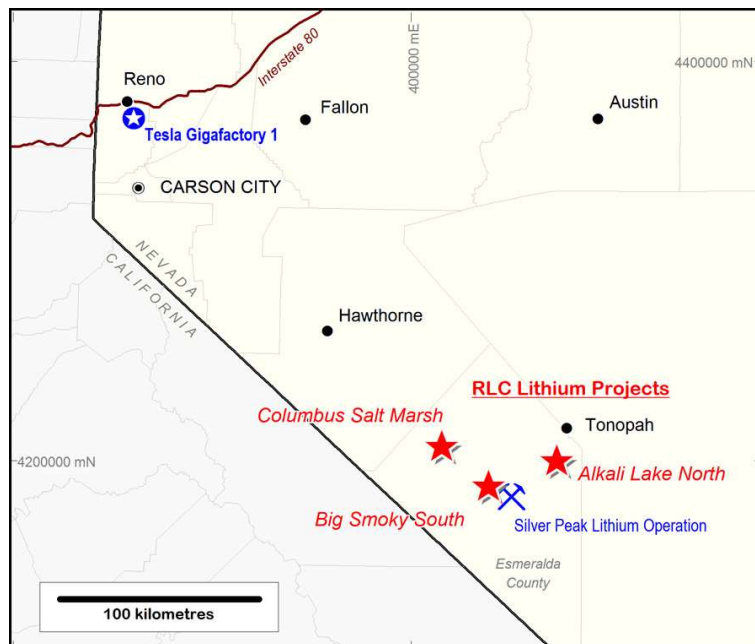 Interstate 80
400000 mE
4400000 mN
Reno
Fallon
Austin
Tesla Gigafactory 1
CARSON CITY
NEVADA
CALIFORNIA
Hawthorne
RLC Lithium Projects
Columbus Salt Marsh
Tonopah
4200000 mN
Alkali Lake North
Big Smoky South
Silver Peak Lithium Operation
Esmeralda
County
100 kilometres